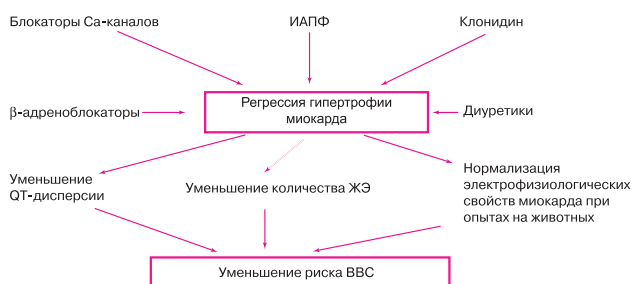 Блокаторы Са-каналов
ИАПФ
Клонидин
β-адреноблокаторы
Регрессия гипертрофии
миокарда
Диуретики
Уменьшение
QT-дисперсии
Уменьшение количества ЖЭ
Нормализация
электрофизиологических
свойств миокарда при
опытах на животных
Уменьшение риска ВВС